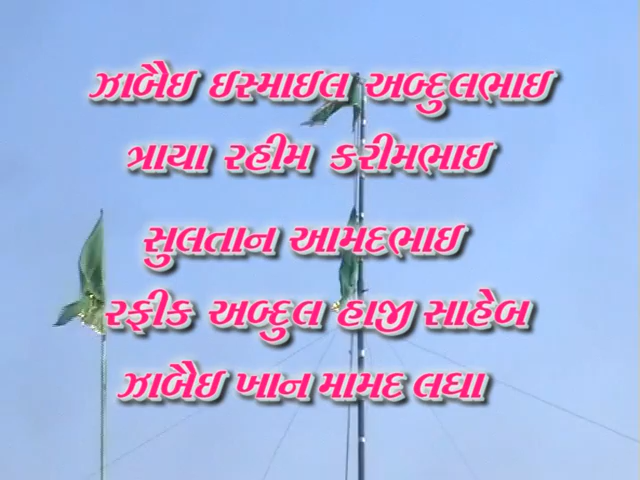 ઝાબૈઇ ઇસ્માઇલ અબ્દુલભાઇ
ત્રાયા રહીમ કરીમભાઇ
સુલતાન આમદભાઇ
રફીક અબ્દુલ હાજી સાહેબ
ઝાબૈઇ ખાન મામદ લધા